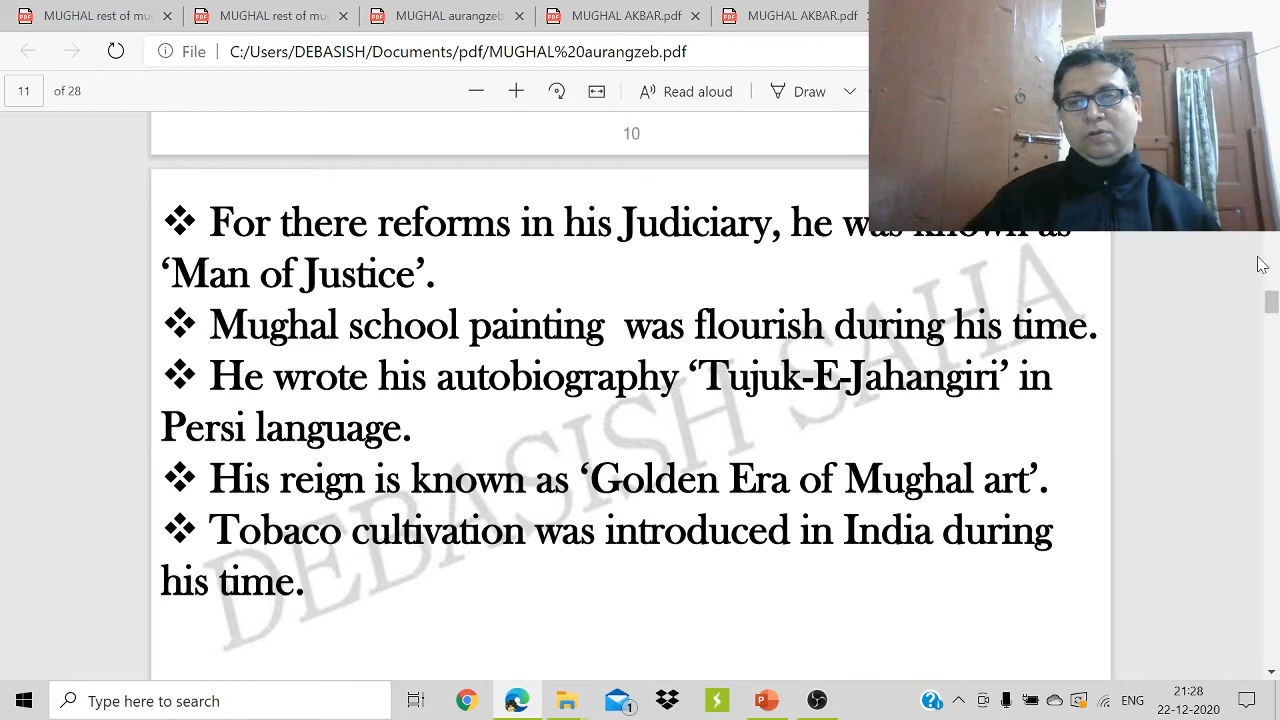 MUGHAL rest of mu
MUGHAL rest of mu
MUGHAL aurangzeb
MUGHAL AKBAR.pdf
MUGHAL AKBAR.pdf
File
C:/Users/DEBASISH/Documents/pdf/MUGHAL%20aurangzeb.pdf
11 of 28
Read aloud
Draw
10
❖ For there reforms in his Judiciary, he was known as
‘Man of Justice’.
❖ Mughal school painting was flourish during his time.
❖ He wrote his autobiography ‘Tujuk-E-Jahangiri’ in
Persi language.
❖ His reign is known as ‘Golden Era of Mughal art’.
❖ Tobaco cultivation was introduced in India during
his time.
DEBASISH SAHA
Type here to search
1
ENG
21:28
22-12-2020